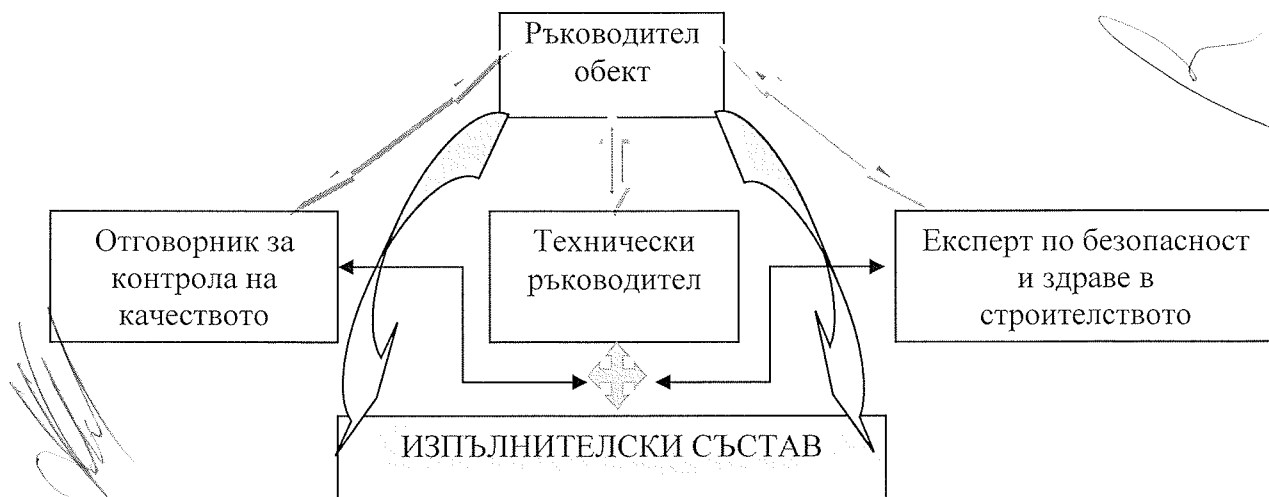 Ръководител
обект
Отговорник за
контрола на
качеството
Технически
ръководител
Експерт по безопасност
и здраве в
строителството
ИЗПЪЛНИТЕЛСКИ СЪСТАВ